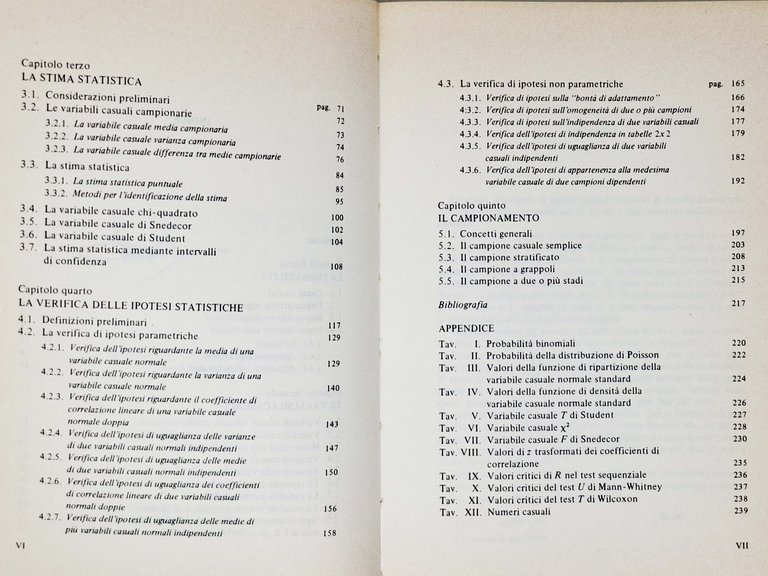 Capitolo terzo
LA STIMA STATISTICA
3.1. Considerazioni preliminari pag. 71
3.2. Le variabili casuali campionarie 72
3.2.1. La variabile casuale media campionaria 73
3.2.2. La variabile casuale varianza campionaria 74
3.2.3. La variabile casuale differenza tra medie campionarie 76
3.3. La stima statistica 84
3.3.1. La stima statistica puntuale 85
3.3.2. Metodi per l'identificazione della stima 95
3.4. La variabile casuale chi-quadrato 100
3.5. La variabile casuale di Snedecor 102
3.6. La variabile casuale di Student 104
3.7. La stima statistica mediante intervalli
di confidenza 108
Capitolo quarto
LA VERIFICA DELLE IPOTESI STATISTICHE
4.1. Definizioni preliminari 117
4.2. La verifica di ipotesi parametriche 129
4.2.1. Verifica dell'ipotesi riguardante la media di una
variabile casuale normale 129
4.2.2. Verifica dell'ipotesi riguardante la varianza di una
variabile casuale normale 140
4.2.3. Verifica dell'ipotesi riguardante il coefficiente di
correlazione lineare di una variabile casuale
normale doppia 143
4.2.4. Verifica dell'ipotesi di uguaglianza delle varianze
di due variabili casuali normali indipendenti 147
4.2.5. Verifica dell'ipotesi di uguaglianza delle medie
di due variabili casuali normali indipendenti 150
4.2.6. Verifica dell'ipotesi di uguaglianza dei coefficienti
di correlazione lineare di due variabili casuali
normali doppie 156
4.2.7. Verifica dell'ipotesi di uguaglianza delle medie di
più variabili casuali normali indipendenti 158
VI
4.3. La verifica di ipotesi non parametriche pag. 165
4.3.1. Verifica di ipotesi sulla "bontà di adattamento" 166
4.3.2. Verifica di ipotesi sull'omogeneità di due o più campioni 174
4.3.3. Verifica di ipotesi sull'indipendenza di due variabili casuali 177
4.3.4. Verifica dell'ipotesi di indipendenza in tabelle 2x2 179
4.3.5. Verifica dell'ipotesi di uguaglianza di due variabili
casuali indipendenti 182
4.3.6. Verifica dell'ipotesi di appartenenza alla medesima
variabile casuale di due campioni dipendenti 192
Capitolo quinto
IL CAMPIONAMENTO
5.1. Concetti generali 197
5.2. Il campione casuale semplice 203
5.3. Il campione stratificato 208
5.4. Il campione a grappoli 213
5.5. Il campione a due o più stadi 215
Bibliografia 217
APPENDICE
Tav. I. Probabilità binomiali 220
Tav. II. Probabilità della distribuzione di Poisson 222
Tav. III. Valori della funzione di ripartizione della
variabile casuale normale standard 224
Tav. IV. Valori della funzione di densità della
variabile casuale normale standard 226
Tav. V. Variabile casuale T di Student 227
Tav. VI. Variabile casuale χ² 228
Tav. VII. Variabile casuale F di Snedecor 230
Tav. VIII. Valori di z trasformati dei coefficienti di
correlazione 235
Tav. IX. Valori critici di R nel test sequenziale 236
Tav. X. Valori critici del test U di Mann-Whitney 237
Tav. XI. Valori critici del test T di Wilcoxon 238
Tav. XII. Numeri casuali 239
VII